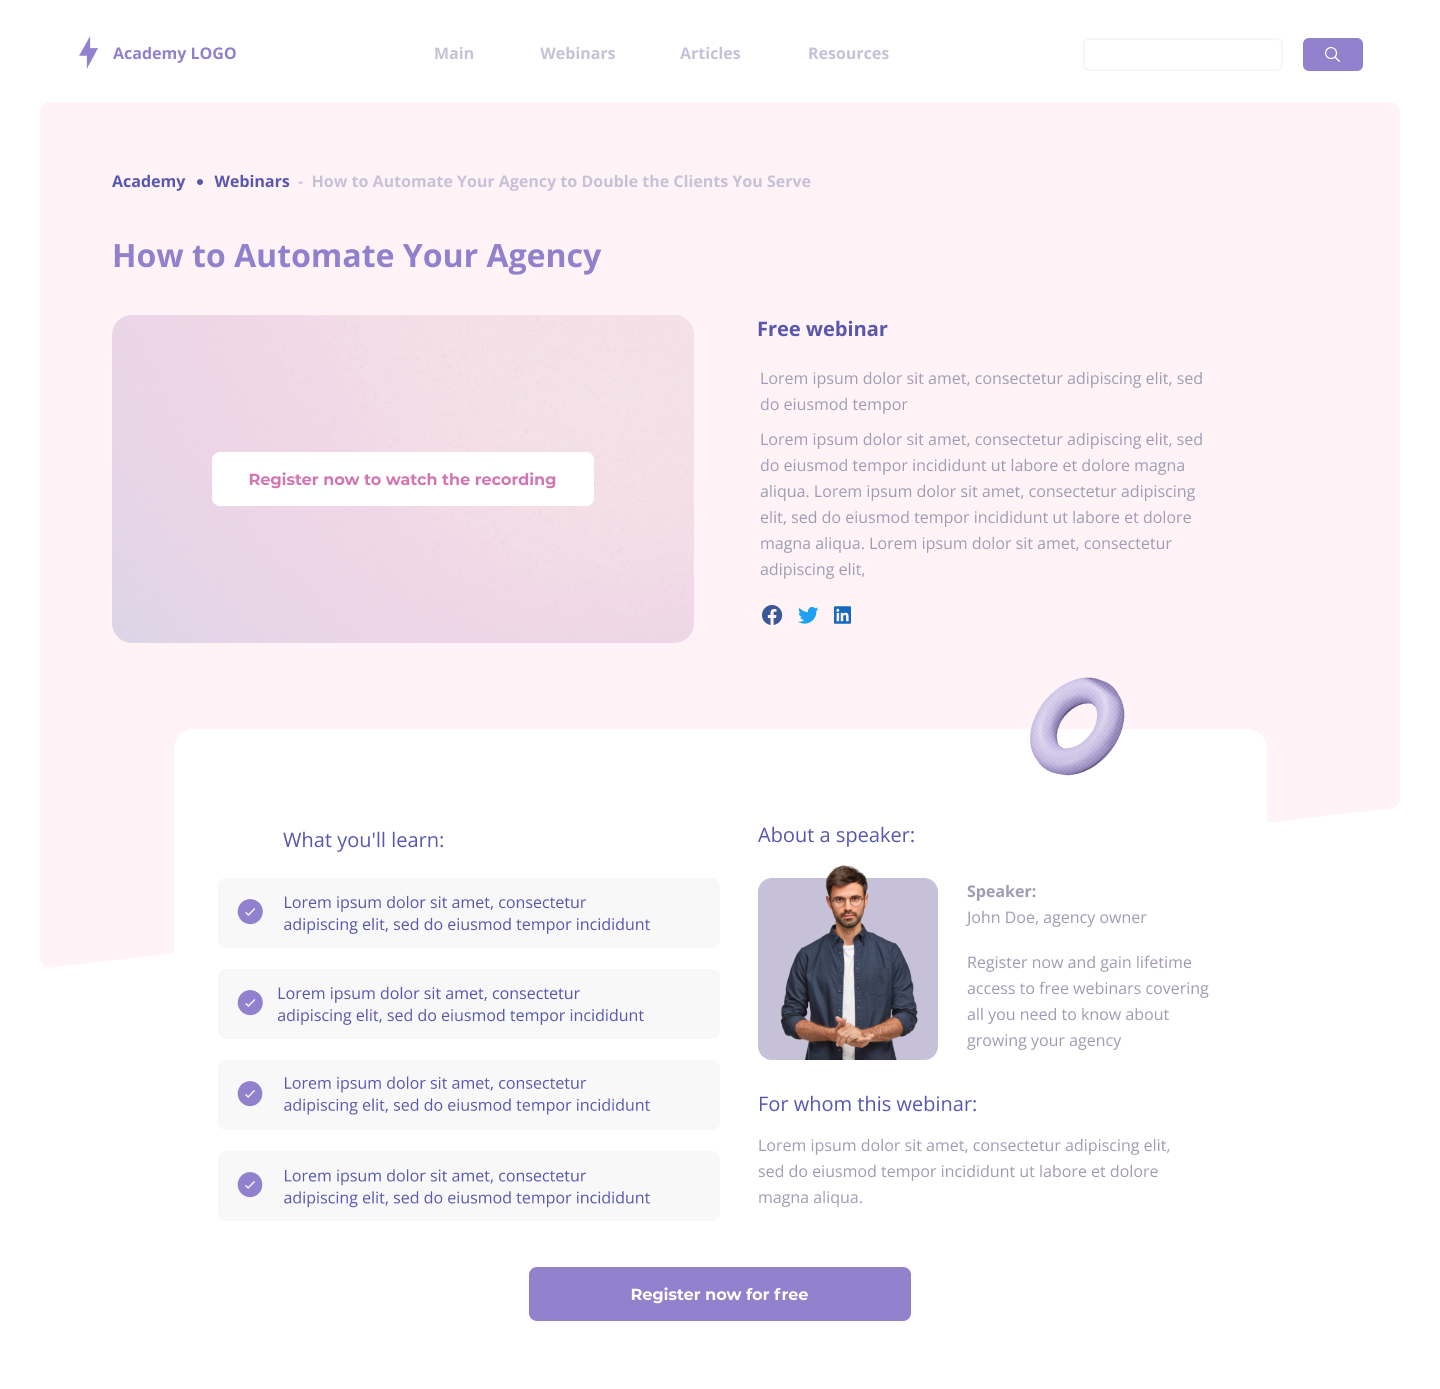 Academy LOGO
Main
Webinars
Articles
Resources
Academy • Webinars - How to Automate Your Agency to Double the Clients You Serve
How to Automate Your Agency
Register now to watch the recording
Free webinar
Lorem ipsum dolor sit amet, consectetur adipiscing elit, sed
do eiusmod tempor
Lorem ipsum dolor sit amet, consectetur adipiscing elit, sed
do eiusmod tempor incididunt ut labore et dolore magna
aliqua. Lorem ipsum dolor sit amet, consectetur adipiscing
elit, sed do eiusmod tempor incididunt ut labore et dolore
magna aliqua. Lorem ipsum dolor sit amet, consectetur
adipiscing elit,
What you'll learn:
Lorem ipsum dolor sit amet, consectetur
adipiscing elit, sed do eiusmod tempor incididunt
Lorem ipsum dolor sit amet, consectetur
adipiscing elit, sed do eiusmod tempor incididunt
Lorem ipsum dolor sit amet, consectetur
adipiscing elit, sed do eiusmod tempor incididunt
Lorem ipsum dolor sit amet, consectetur
adipiscing elit, sed do eiusmod tempor incididunt
About a speaker:
Speaker:
John Doe, agency owner
Register now and gain lifetime
access to free webinars covering
all you need to know about
growing your agency
For whom this webinar:
Lorem ipsum dolor sit amet, consectetur adipiscing elit,
sed do eiusmod tempor incididunt ut labore et dolore
magna aliqua.
Register now for free